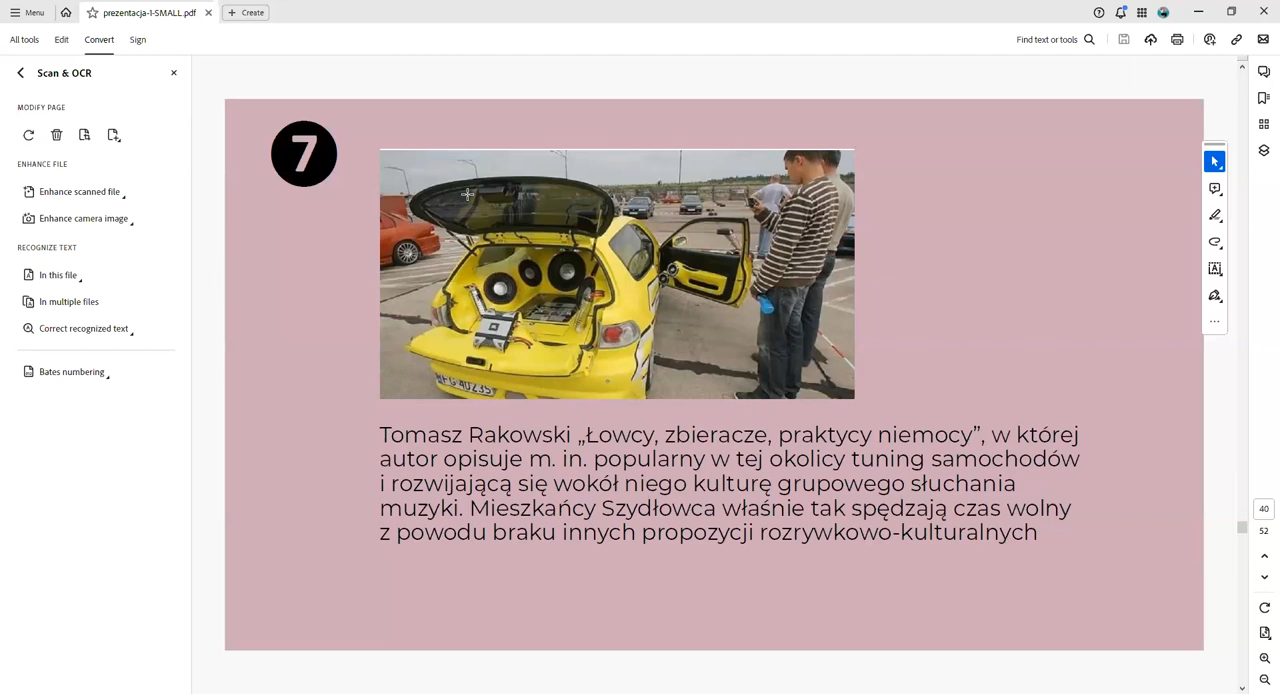 Menu
prezentacja-1-SMALL.pdf
Create
All tools
Edit
Convert
Sign
Find text or tools
Scan & OCR
MODIFY PAGE
ENHANCE FILE
Enhance scanned file
Enhance camera image
RECOGNIZE TEXT
In this file
In multiple files
Correct recognized text
Bates numbering
7
Tomasz Rakowski „Łowcy, zbieracze, praktycy niemocy”, w której
autor opisuje m. in. popularny w tej okolicy tuning samochodów
i rozwijającą się wokół niego kulturę grupowego słuchania
muzyki. Mieszkańcy Szydłowca właśnie tak spędzają czas wolny
z powodu braku innych propozycji rozrywkowo-kulturalnych
40
52